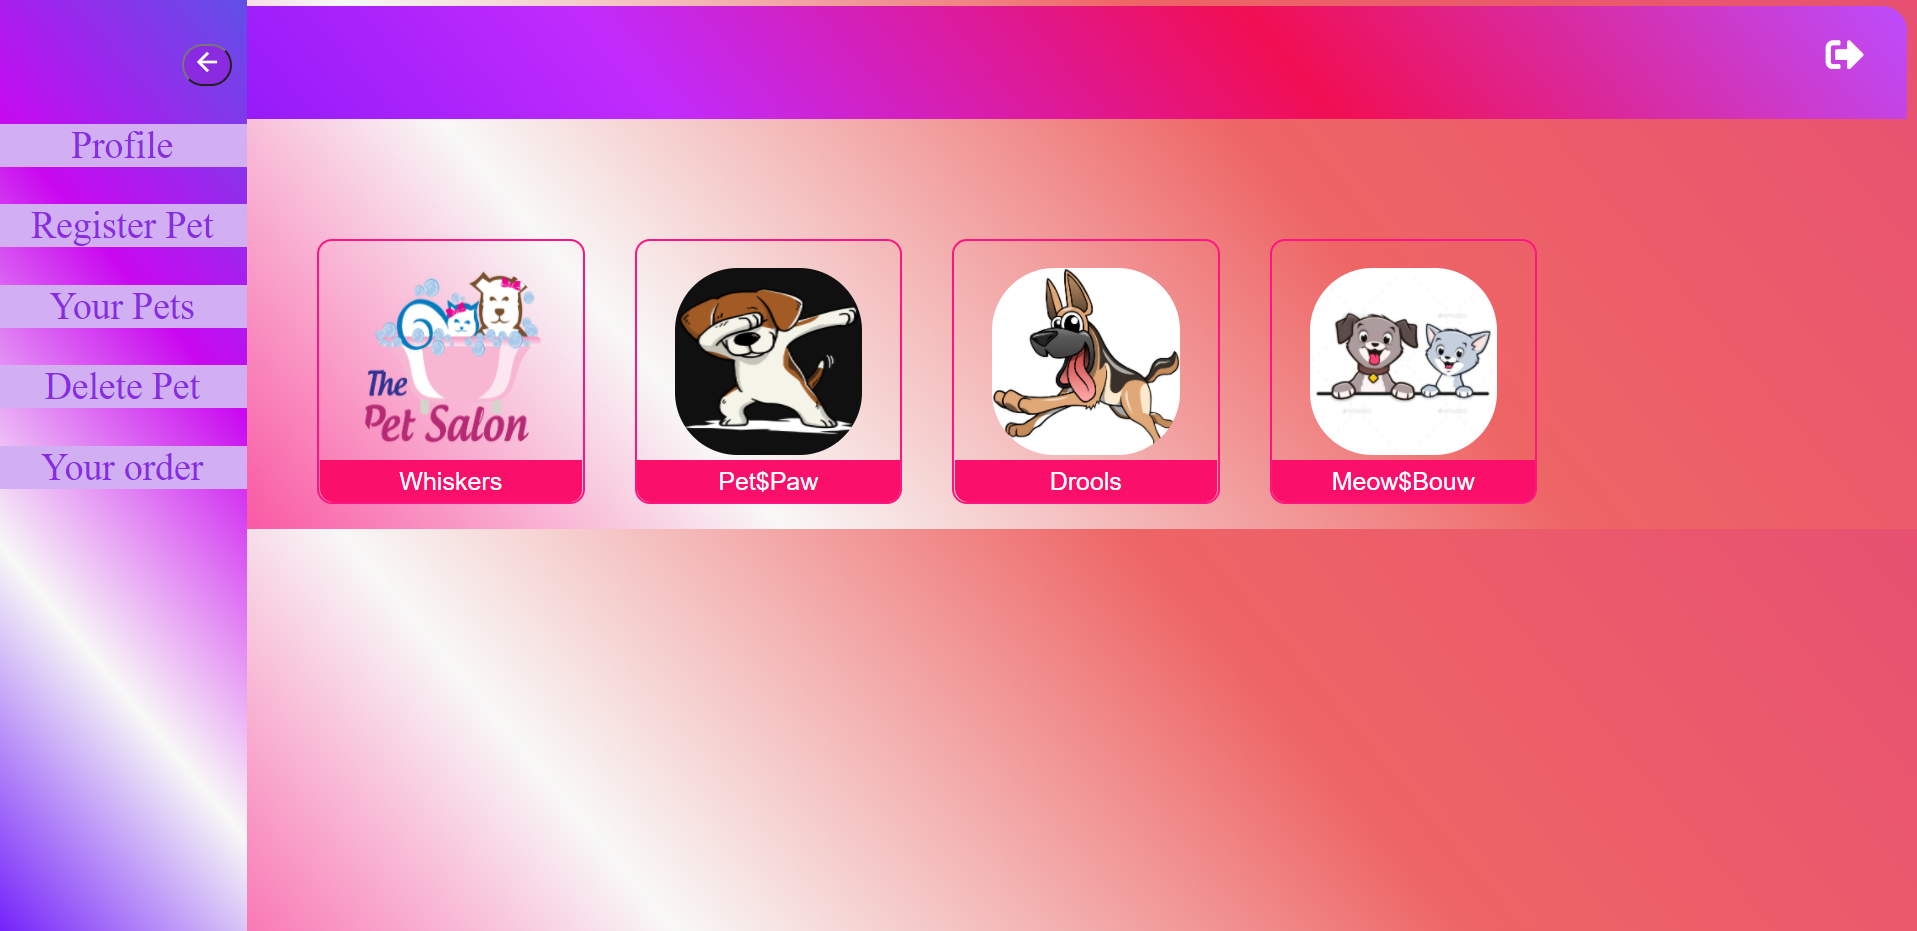 Profile
Register Pet
Your Pets
Delete Pet
Your order
The
Pet Salon
Whiskers
Pet$Paw
Drools
Meow$Bouw